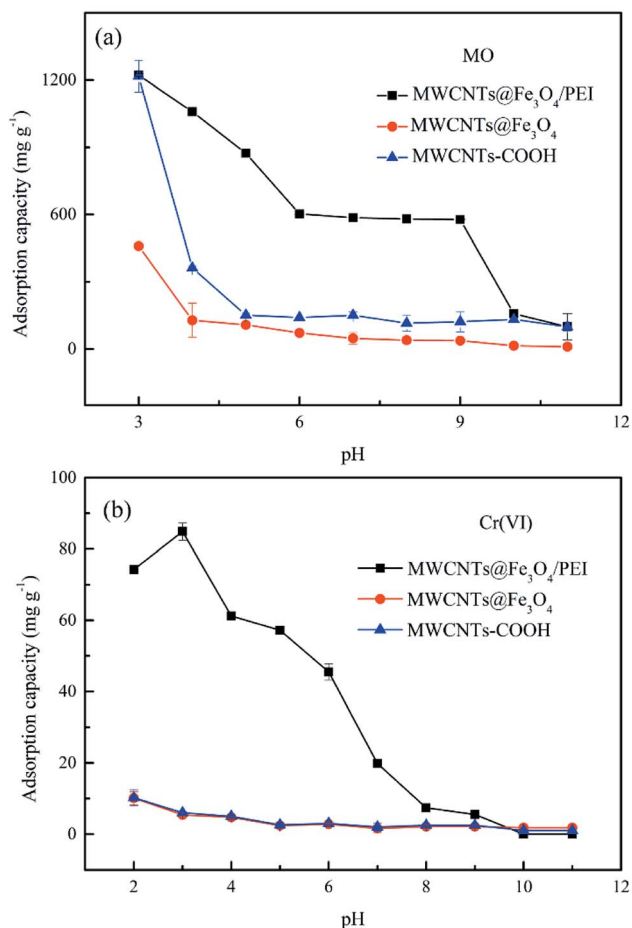 (a)
MO
MWCNTs@Fe₃O₄/PEI
MWCNTs@Fe₃O₄
MWCNTs-COOH
Adsorption capacity (mg g⁻¹)
1200
600
0
3 6 9 12
pH
(b)
Cr(VI)
MWCNTs@Fe₃O₄/PEI
MWCNTs@Fe₃O₄
MWCNTs-COOH
Adsorption capacity (mg g⁻¹)
100
80
60
40
20
0
2 4 6 8 10 12
pH